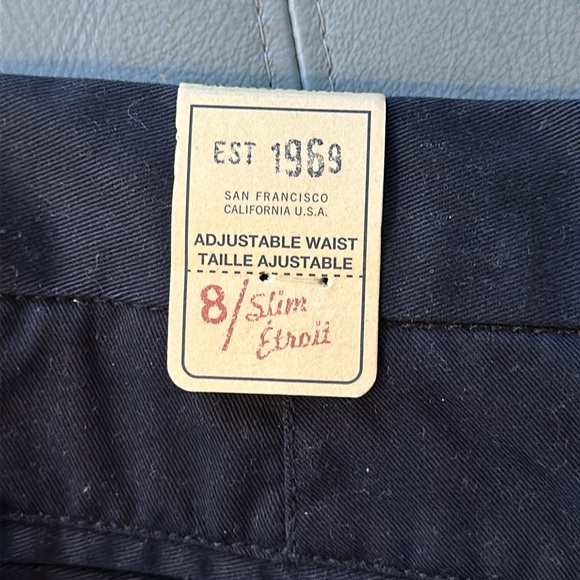 EST 1969
SAN FRANCISCO
CALIFORNIA U.S.A.
ADJUSTABLE WAIST
TAILLE AJUSTABLE
8/Slim
Étroit